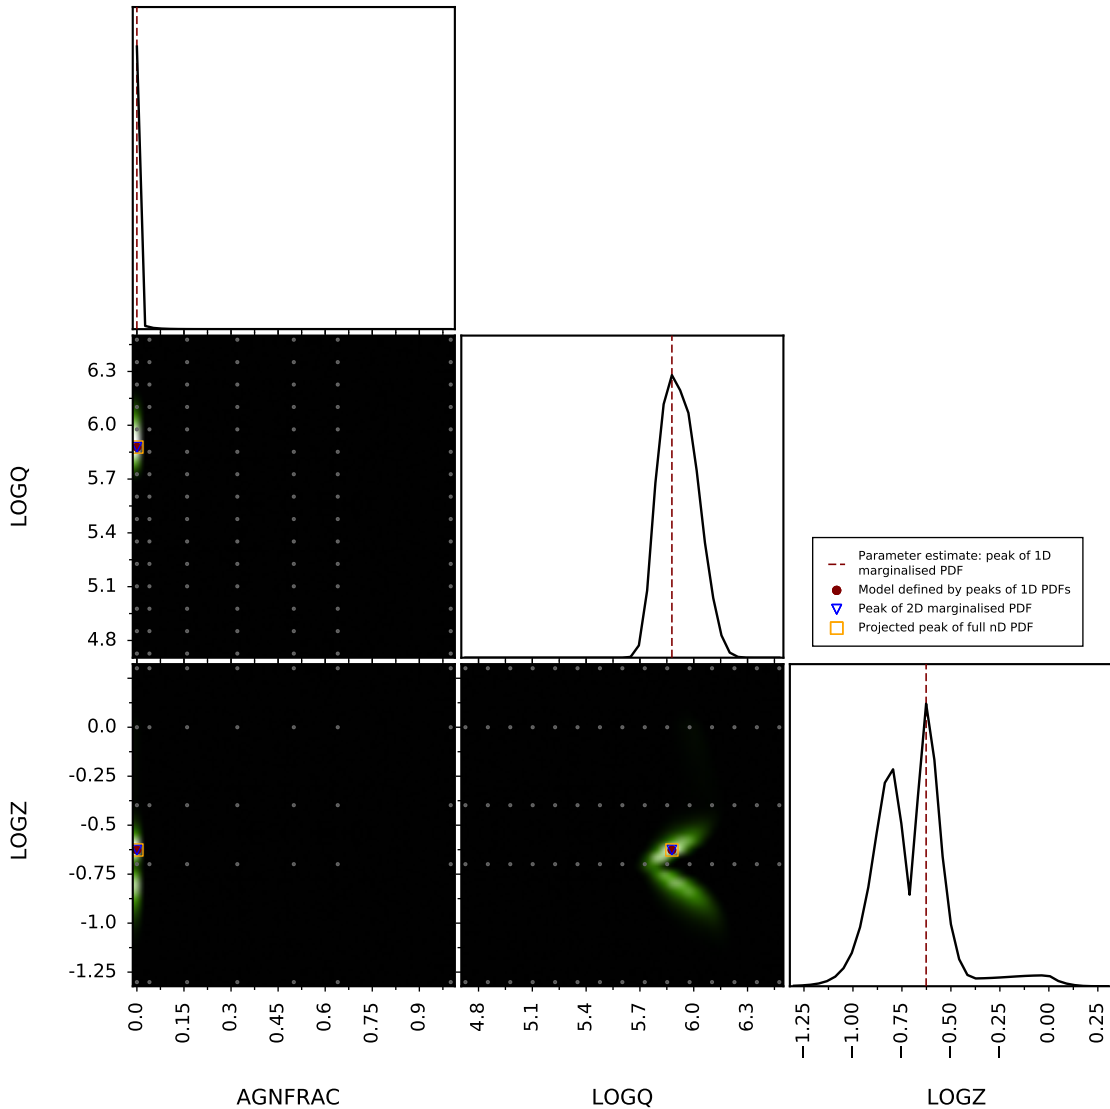 6.3
6.0
5.7
5.4
5.1
4.8
LOGQ
Parameter estimate: peak of 1D
marginalised PDF
Model defined by peaks of 1D PDFs
Peak of 2D marginalised PDF
Projected peak of full nD PDF
0.0
-0.25
-0.5
-0.75
-1.0
-1.25
LOGZ
0.0 0.15 0.3 0.45 0.6 0.75 0.9
4.8 5.1 5.4 5.7 6.0 6.3
−1.25 −1.00 −0.75 −0.50 −0.25 0.00 0.25
AGNFRAC LOGQ LOGZ